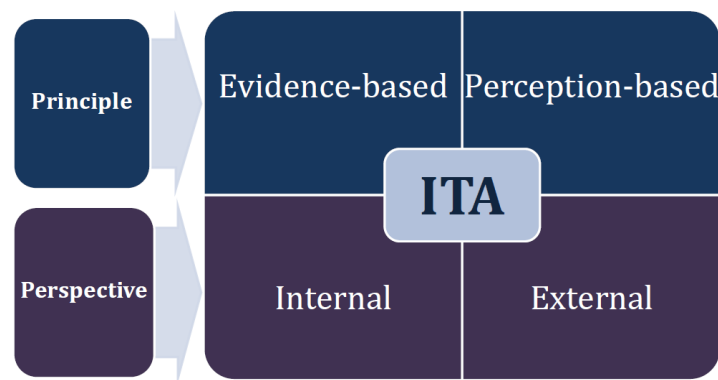 Principle
Evidence-based
Perception-based
ITA
Perspective
Internal
External